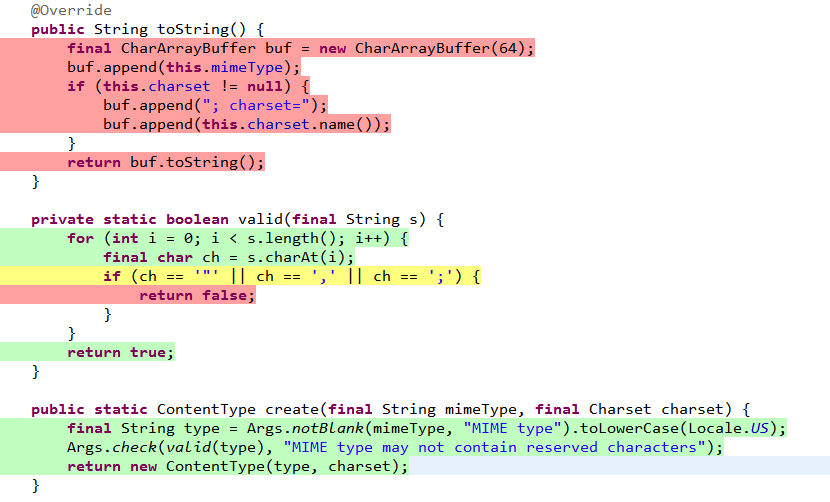 @Override
public String toString() {
    final CharArrayBuffer buf = new CharArrayBuffer(64);
    buf.append(this.mimeType);
    if (this.charset != null) {
        buf.append("; charset=");
        buf.append(this.charset.name());
    }
    return buf.toString();
}

private static boolean valid(final String s) {
    for (int i = 0; i < s.length(); i++) {
        final char ch = s.charAt(i);
        if (ch == '"' || ch == ',' || ch == ';') {
            return false;
        }
    }
    return true;
}

public static ContentType create(final String mimeType, final Charset charset) {
    final String type = Args.notBlank(mimeType, "MIME type").toLowerCase(Locale.US);
    Args.check(valid(type), "MIME type may not contain reserved characters");
    return new ContentType(type, charset);
}